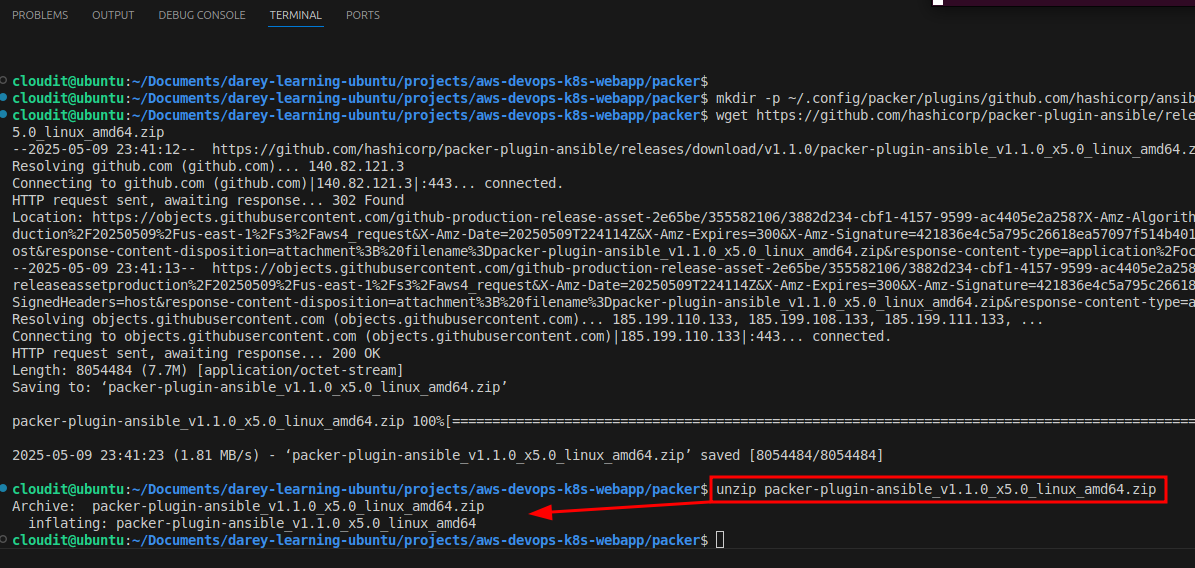 PROBLEMS OUTPUT DEBUG CONSOLE TERMINAL PORTS
cloudit@ubuntu:~/Documents/darey-learning-ubuntu/projects/aws-devops-k8s-webapp/packer$
cloudit@ubuntu:~/Documents/darey-learning-ubuntu/projects/aws-devops-k8s-webapp/packer$ mkdir -p ~/.config/packer/plugins/github.com/hashicorp/ansib
cloudit@ubuntu:~/Documents/darey-learning-ubuntu/projects/aws-devops-k8s-webapp/packer$ wget https://github.com/hashicorp/packer-plugin-ansible/rele
5.0_linux_amd64.zip
--2025-05-09 23:41:12-- https://github.com/hashicorp/packer-plugin-ansible/releases/download/v1.1.0/packer-plugin-ansible_v1.1.0_x5.0_linux_amd64.z
Resolving github.com (github.com)... 140.82.121.3
Connecting to github.com (github.com)|140.82.121.3|:443... connected.
HTTP request sent, awaiting response... 302 Found
Location: https://objects.githubusercontent.com/github-production-release-asset-2e65be/355582106/3882d234-cbf1-4157-9599-ac4405e2a258?X-Amz-Algorith
duction%2F20250509%2Fus-east-1%2Fs3%2Faws4_request&X-Amz-Date=20250509T224114Z&X-Amz-Expires=300&X-Amz-Signature=421836e4c5a795c26618ea57097f514b401
ost&response-content-disposition=attachment%3B%20filename%3Dpacker-plugin-ansible_v1.1.0_x5.0_linux_amd64.zip&response-content-type=application%2Foc
--2025-05-09 23:41:13-- https://objects.githubusercontent.com/github-production-release-asset-2e65be/355582106/3882d234-cbf1-4157-9599-ac4405e2a258
releaseassetproduction%2F20250509%2Fus-east-1%2Fs3%2Faws4_request&X-Amz-Date=20250509T224114Z&X-Amz-Expires=300&X-Amz-Signature=421836e4c5a795c26618
SignedHeaders=host&response-content-disposition=attachment%3B%20filename%3Dpacker-plugin-ansible_v1.1.0_x5.0_linux_amd64.zip&response-content-type=a
Resolving objects.githubusercontent.com (objects.githubusercontent.com)... 185.199.110.133, 185.199.108.133, 185.199.111.133, ...
Connecting to objects.githubusercontent.com (objects.githubusercontent.com)|185.199.110.133|:443... connected.
HTTP request sent, awaiting response... 200 OK
Length: 8054484 (7.7M) [application/octet-stream]
Saving to: ‘packer-plugin-ansible_v1.1.0_x5.0_linux_amd64.zip’
packer-plugin-ansible_v1.1.0_x5.0_linux_amd64.zip 100%[============================================================================================
2025-05-09 23:41:23 (1.81 MB/s) - ‘packer-plugin-ansible_v1.1.0_x5.0_linux_amd64.zip’ saved [8054484/8054484]
cloudit@ubuntu:~/Documents/darey-learning-ubuntu/projects/aws-devops-k8s-webapp/packer$ unzip packer-plugin-ansible_v1.1.0_x5.0_linux_amd64.zip
Archive: packer-plugin-ansible_v1.1.0_x5.0_linux_amd64.zip
inflating: packer-plugin-ansible_v1.1.0_x5.0_linux_amd64
cloudit@ubuntu:~/Documents/darey-learning-ubuntu/projects/aws-devops-k8s-webapp/packer$